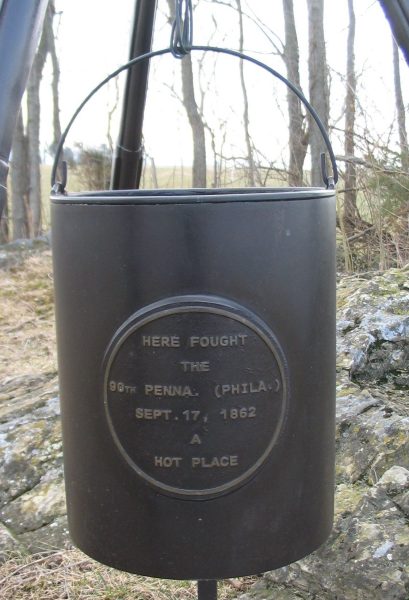 HERE FOUGHT
THE
90TH PENNA. (PHILA.)
SEPT. 17, 1862
A
HOT PLACE